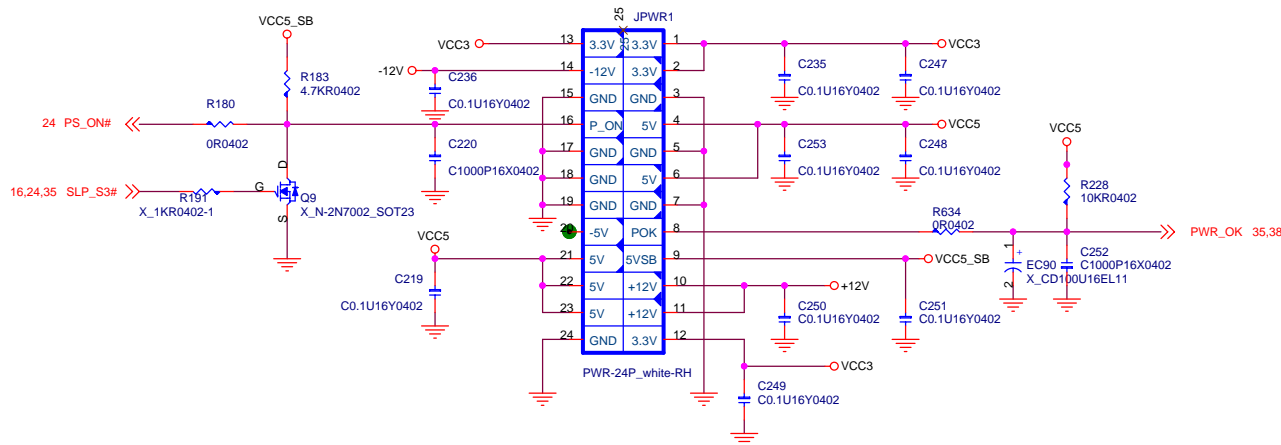 25
JPWR1
VCC5_SB
25
VCC3
13
3.3V
3.3V
1
VCC3
-12V
14
-12V
3.3V
2
R183
4.7KR0402
C236
C0.1U16Y0402
C235
C0.1U16Y0402
C247
C0.1U16Y0402
15
GND
GND
3
24 PS_ON#
R180
0R0402
16
P_ON
5V
4
VCC5
C220
C1000P16X0402
17
GND
GND
5
C253
C0.1U16Y0402
C248
C0.1U16Y0402
VCC5
D
18
GND
5V
6
16,24,35 SLP_S3#
R191
X_1KR0402-1
G
S
Q9
X_N-2N7002_SOT23
19
GND
GND
7
R228
10KR0402
20
-5V
POK
8
R634
0R0402
PWR_OK 35,38
VCC5
21
5V
5VSB
9
VCC5_SB
1
+
EC90
X_CD100U16EL11
2
C252
C1000P16X0402
C219
C0.1U16Y0402
22
5V
+12V
10
+12V
23
5V
+12V
11
C250
C0.1U16Y0402
C251
C0.1U16Y0402
24
GND
3.3V
12
VCC3
PWR-24P_white-RH
C249
C0.1U16Y0402